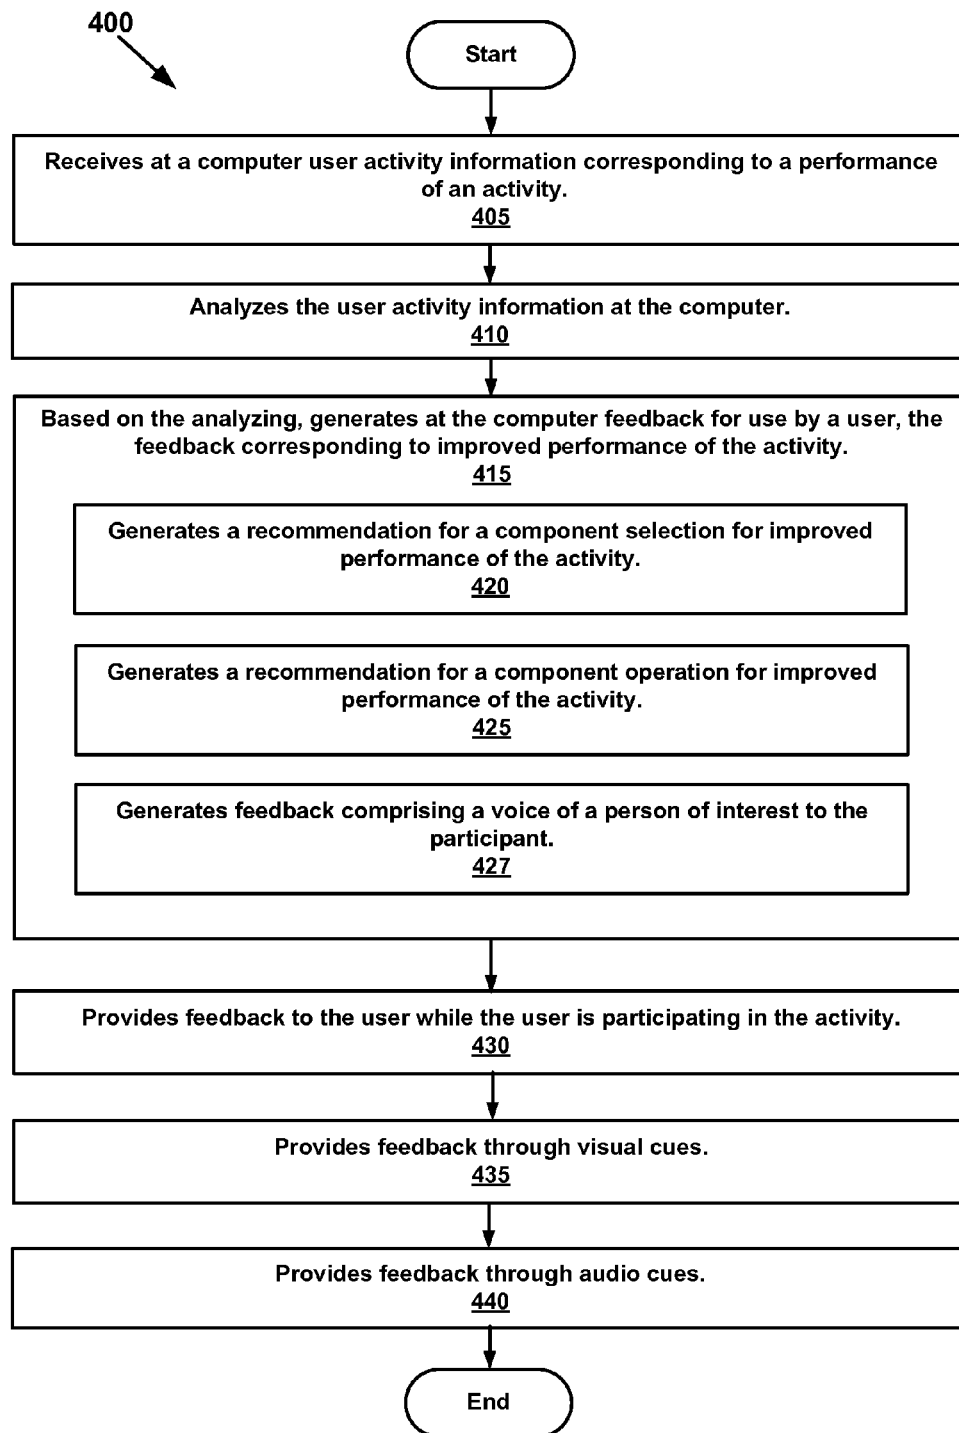 400
Start
Receives at a computer user activity information corresponding to a performance
of an activity.
405
Analyzes the user activity information at the computer.
410
Based on the analyzing, generates at the computer feedback for use by a user, the
feedback corresponding to improved performance of the activity.
415
Generates a recommendation for a component selection for improved
performance of the activity.
420
Generates a recommendation for a component operation for improved
performance of the activity.
425
Generates feedback comprising a voice of a person of interest to the
participant.
427
Provides feedback to the user while the user is participating in the activity.
430
Provides feedback through visual cues.
435
Provides feedback through audio cues.
440
End